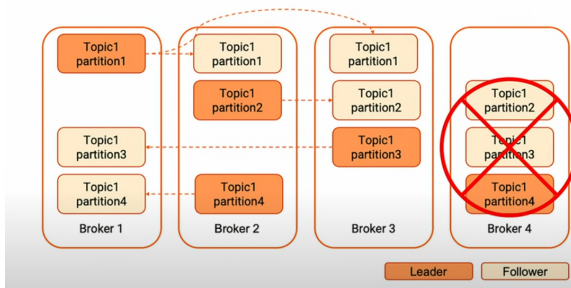 Topic1
partition1
Topic1
partition1
Topic1
partition1
Topic1
partition2
Topic1
partition2
Topic1
partition2
Topic1
partition3
Topic1
partition3
Topic1
partition3
Topic1
partition4
Topic1
partition4
Topic1
partition4
Broker 1
Broker 2
Broker 3
Broker 4
Leader
Follower